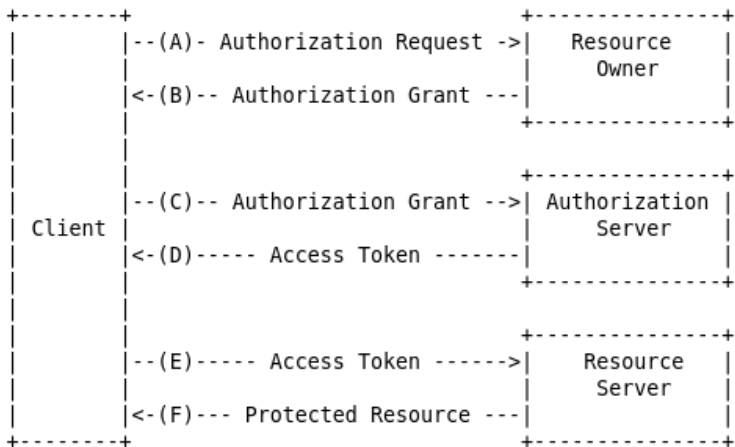 +--------+                               +---------------+
|        |--(A)- Authorization Request ->|   Resource    |
|        |                               |     Owner     |
|        |<-(B)-- Authorization Grant ---|               |
|        |                               +---------------+
|        |
|        |                               +---------------+
|        |--(C)-- Authorization Grant -->| Authorization |
| Client |                               |     Server    |
|        |<-(D)----- Access Token -------|               |
|        |                               +---------------+
|        |
|        |                               +---------------+
|        |--(E)----- Access Token ------>|    Resource   |
|        |                               |     Server    |
|        |<-(F)--- Protected Resource ---|               |
+--------+                               +---------------+